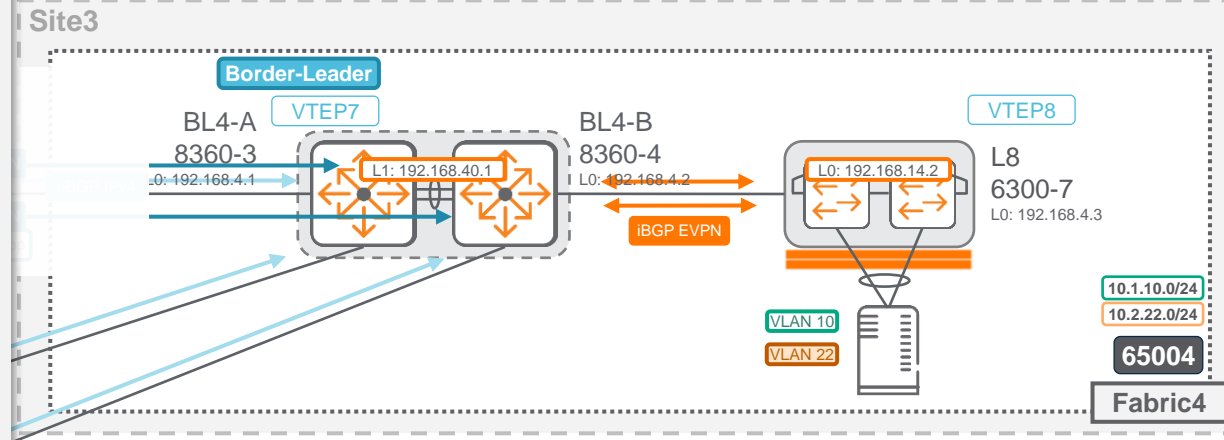 Site3
Border-Leader
VTEP7
VTEP8
BL4-A
8360-3
L0: 192.168.4.1
L1: 192.168.40.1
BL4-B
8360-4
L0: 192.168.4.2
iBGP EVPN
L0: 192.168.14.2
L8
6300-7
L0: 192.168.4.3
VLAN 10
VLAN 22
10.1.10.0/24
10.2.22.0/24
65004
Fabric4